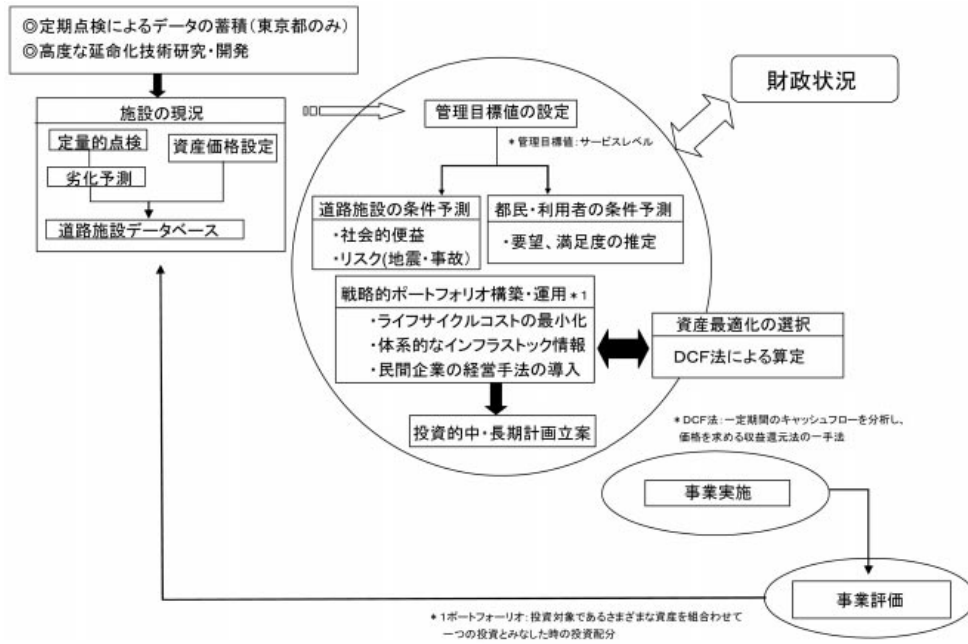 ◎定期点検によるデータの蓄積(東京都のみ)
◎高度な延命化技術研究・開発
施設の現況
定量的点検
資産価格設定
劣化予測
道路施設データベース
管理目標値の設定
*管理目標値:サービスレベル
財政状況
道路施設の条件予測
・社会的便益
・リスク(地震・事故)
都民・利用者の条件予測
・要望、満足度の推定
戦略的ポートフォリオ構築・運用*1
・ライフサイクルコストの最小化
・体系的なインフラストック情報
・民間企業の経営手法の導入
資産最適化の選択
DCF法による算定
投資的中・長期計画立案
*DCF法:一定期間のキャッシュフローを分析し、
価格を求める収益還元法の一手法
事業実施
事業評価
*1ポートフォーリオ:投資対象であるさまざまな資産を組合わせて
一つの投資とみなした時の投資配分